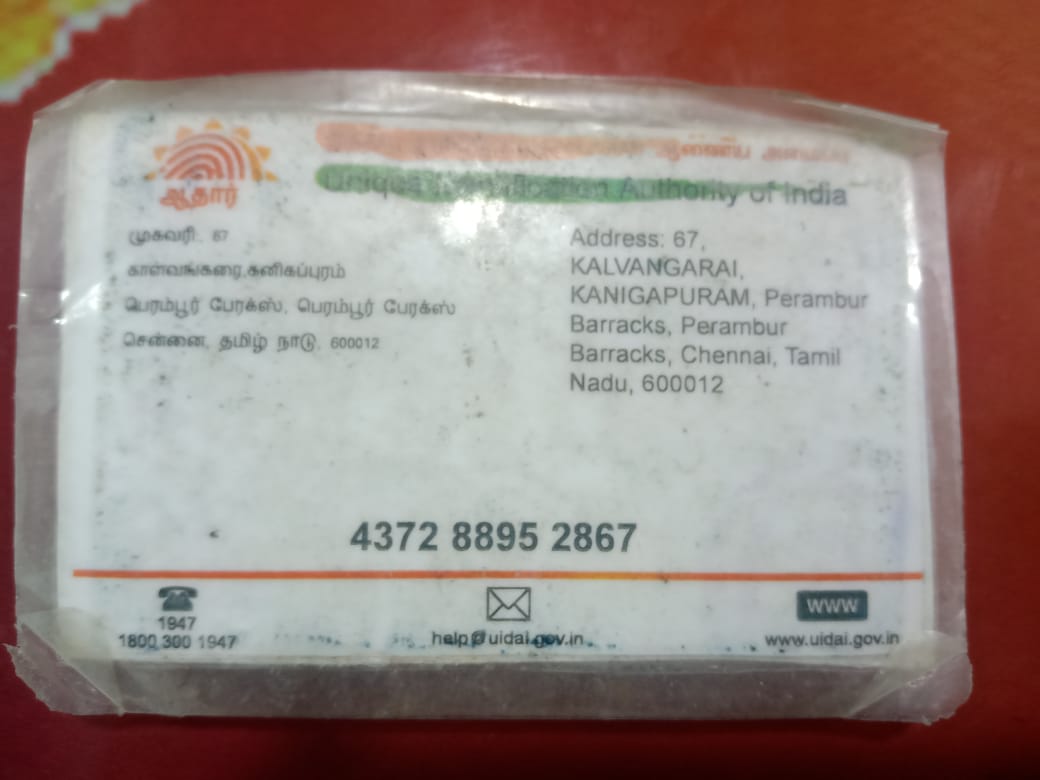 ஆதார்
Unique Identification Authority of India
முகவரி:, 67
கால்வங்கரை,கனிகப்புரம்
பெரம்பூர் பேரக்ஸ், பெரம்பூர் பேரக்ஸ்
சென்னை, தமிழ் நாடு, 600012
Address: 67,
KALVANGARAI,
KANIGAPURAM, Perambur
Barracks, Perambur
Barracks, Chennai, Tamil
Nadu, 600012
4372 8895 2867
1947
1800 300 1947
help@uidai.gov.in
www
www.uidai.gov.in